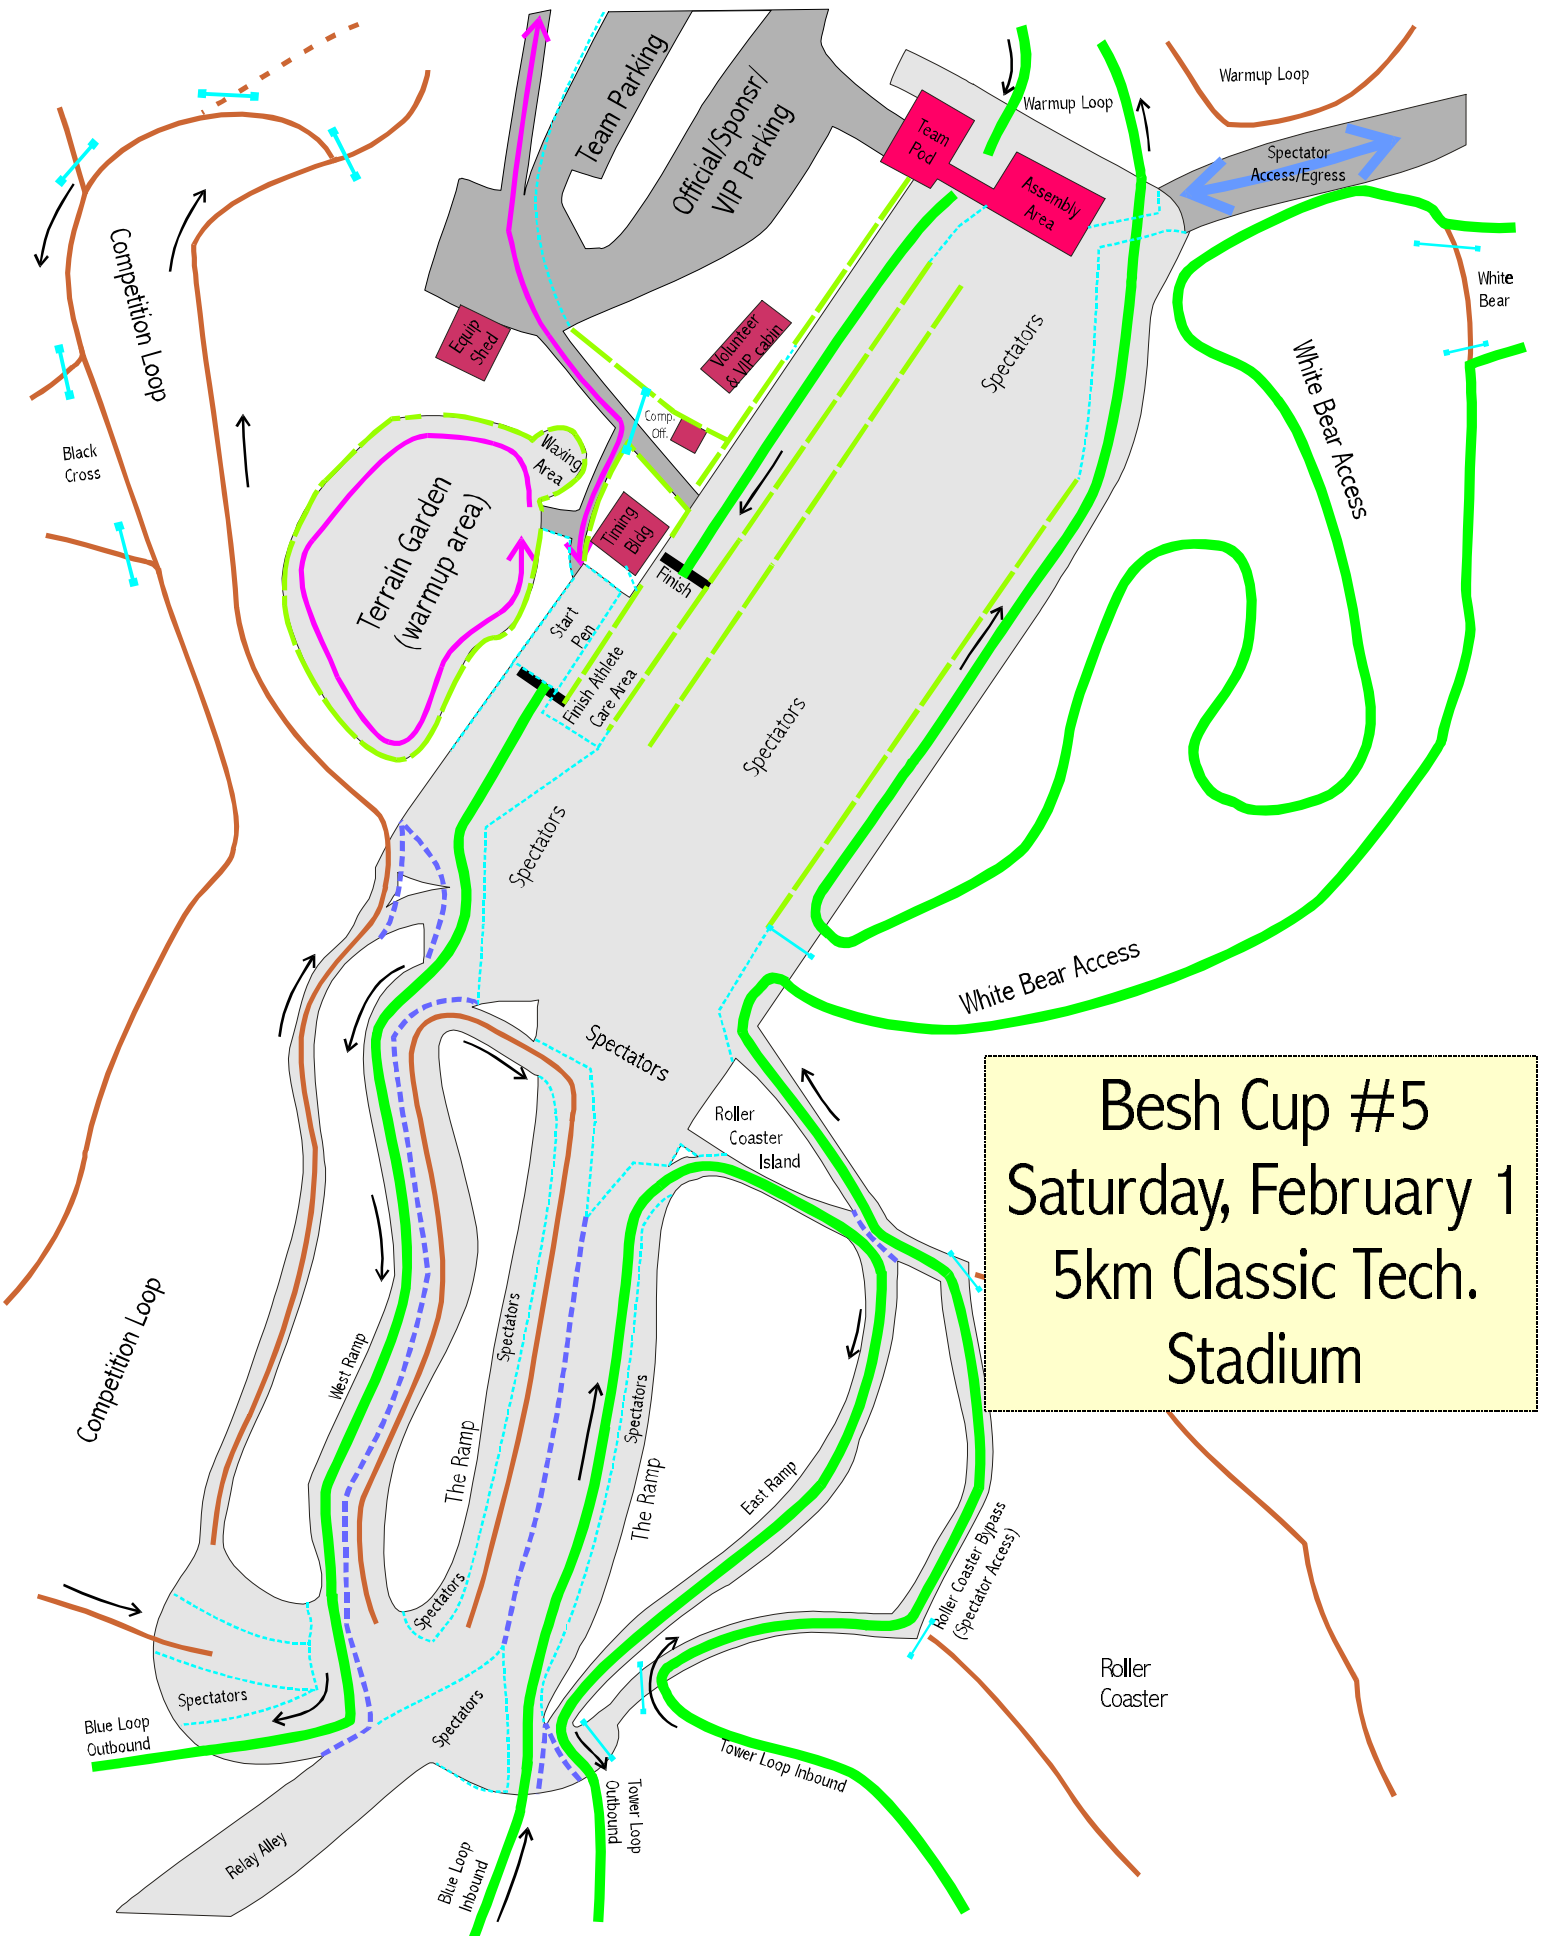 Team Parking
Official/Sponsr/
VIP Parking
Team
Pod
Warmup Loop
Warmup Loop
Spectator
Access/Egress
Assembly
Area
Competition Loop
White
Bear
Equip
Shed
Volunteer
& VIP cabin
Spectators
White Bear Access
Comp.
Off.
Black
Cross
Waxing
Area
Terrain Garden
(warmup area)
Timing
Bldg
Finish
Start
Pen
Finish Athlete
Care Area
Spectators
Spectators
White Bear Access
Spectators
Besh Cup #5
Saturday, February 1
5km Classic Tech.
Stadium
Roller
Coaster
Island
Competition Loop
West Ramp
Spectators
Spectators
The Ramp
The Ramp
East Ramp
Roller Coaster Bypass
(Spectator Access)
Spectators
Spectators
Spectators
Roller
Coaster
Blue Loop
Outbound
Tower Loop Inbound
Tower Loop
Outbound
Relay Alley
Blue Loop
Inbound